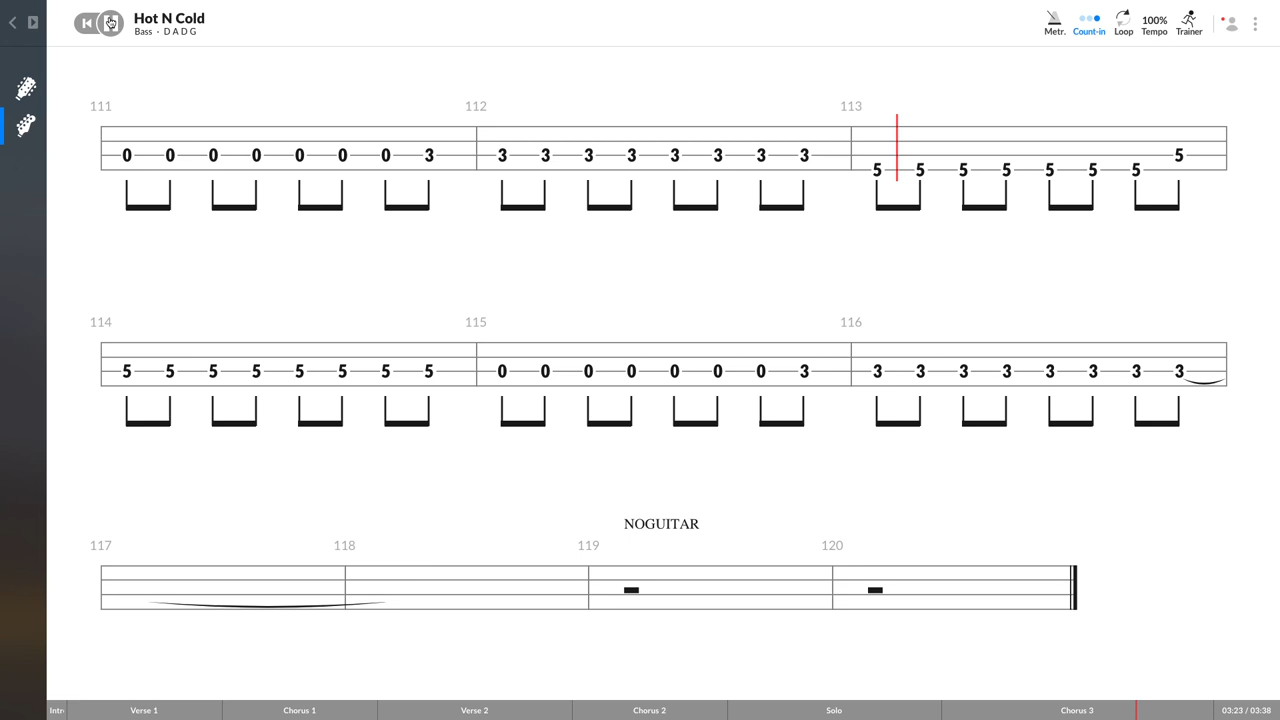 Hot N Cold
Bass · D A D G
Metr.
Count-in
Loop
100%
Tempo
Trainer
111 112 113
0 0 0 0 0 0 0 3 3 3 3 3 3 3 3 3 5 5 5 5 5 5 5 5
114 115 116
5 5 5 5 5 5 5 5 0 0 0 0 0 0 0 3 3 3 3 3 3 3 3 3
NOGUITAR
117 118 119 120
Intr Verse 1 Chorus 1 Verse 2 Chorus 2 Solo Chorus 3 03:23 / 03:38